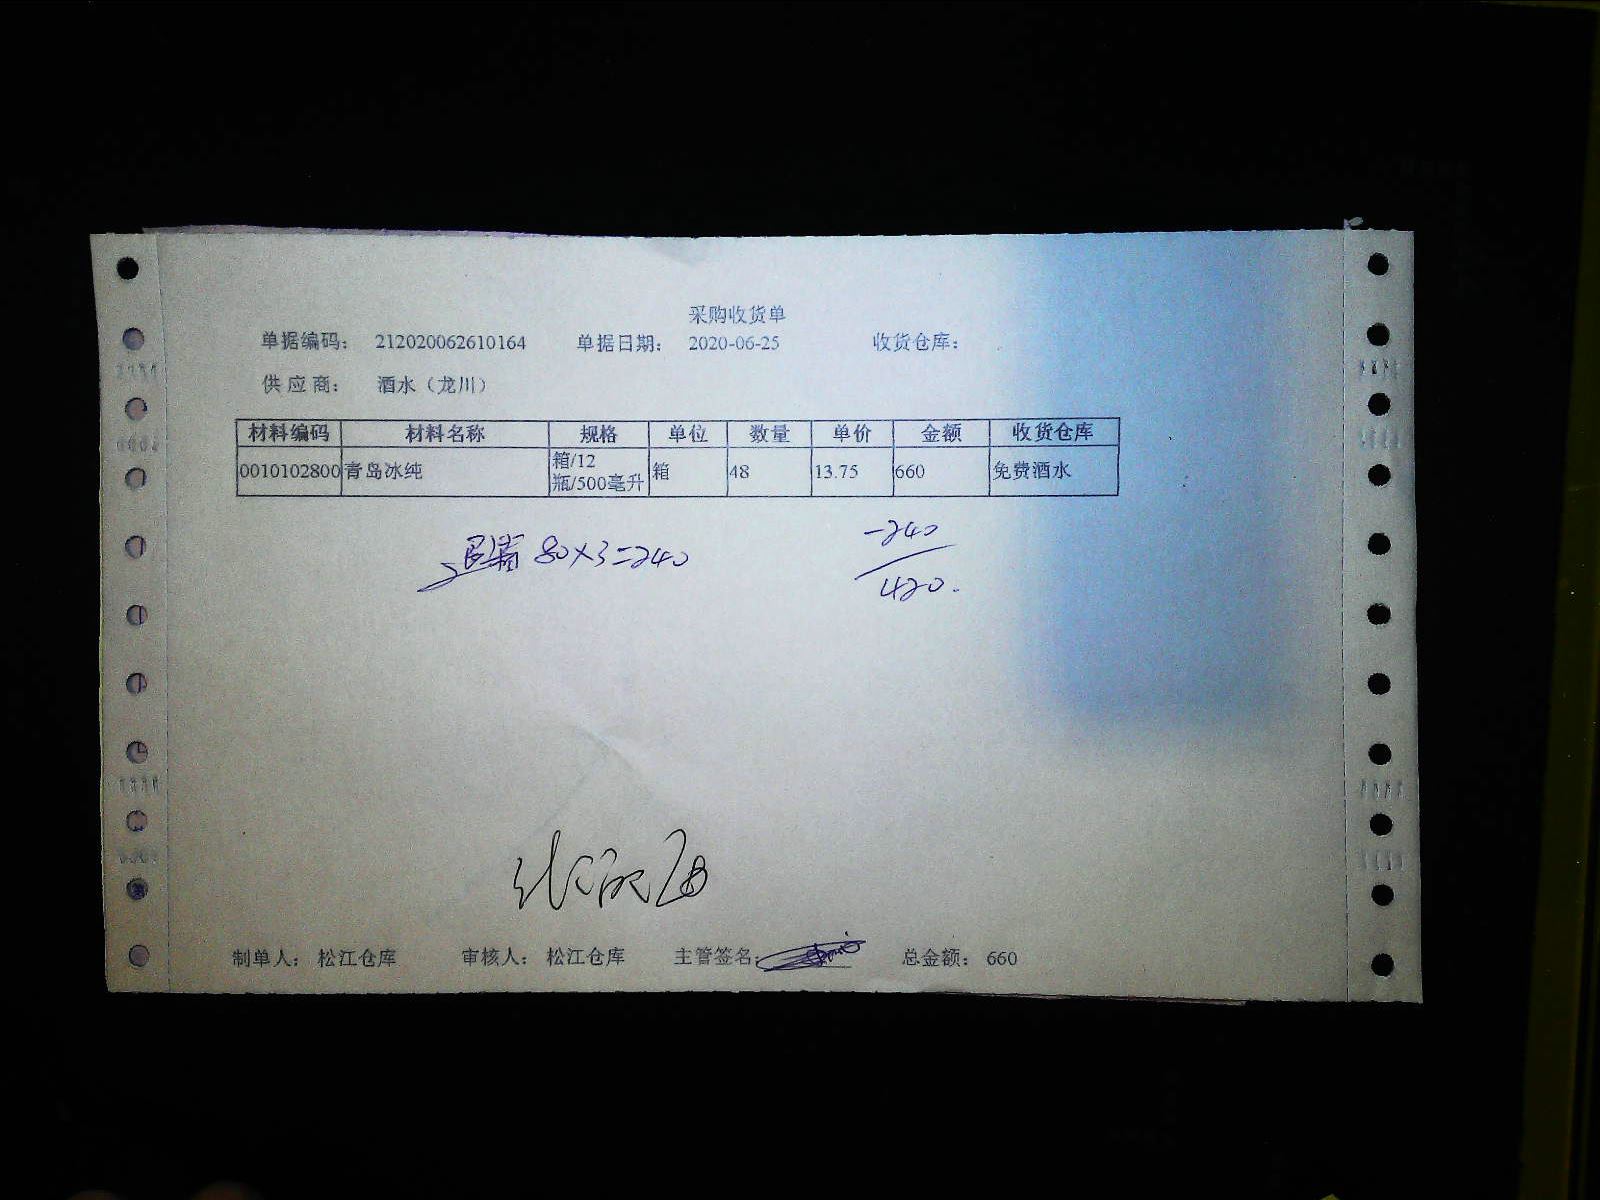 采购收货单
单据编码： 212020062610164 单据日期： 2020-06-25 收货仓库：
供应商： 酒水（龙川）
材料编码 材料名称 规格 单位 数量 单价 金额 收货仓库
0010102800 青岛冰纯 箱/12 箱 48 13.75 660 免费酒水
瓶/500毫升
80×3=240 -240
420.
制单人： 松江仓库 审核人： 松江仓库 主管签名: 总金额： 660